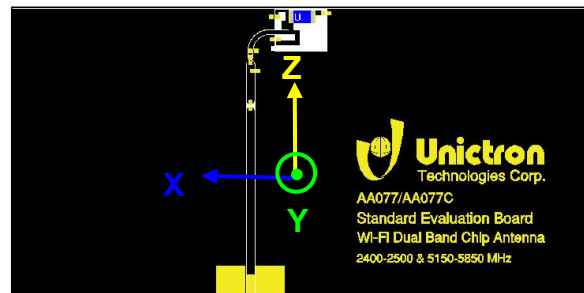 U
Z
X
Y
Unictron
Technologies Corp.
AA077/AA077C
Standard Evaluation Board
Wi-Fi Dual Band Chip Antenna
2400-2500 & 5150-5850 MHz